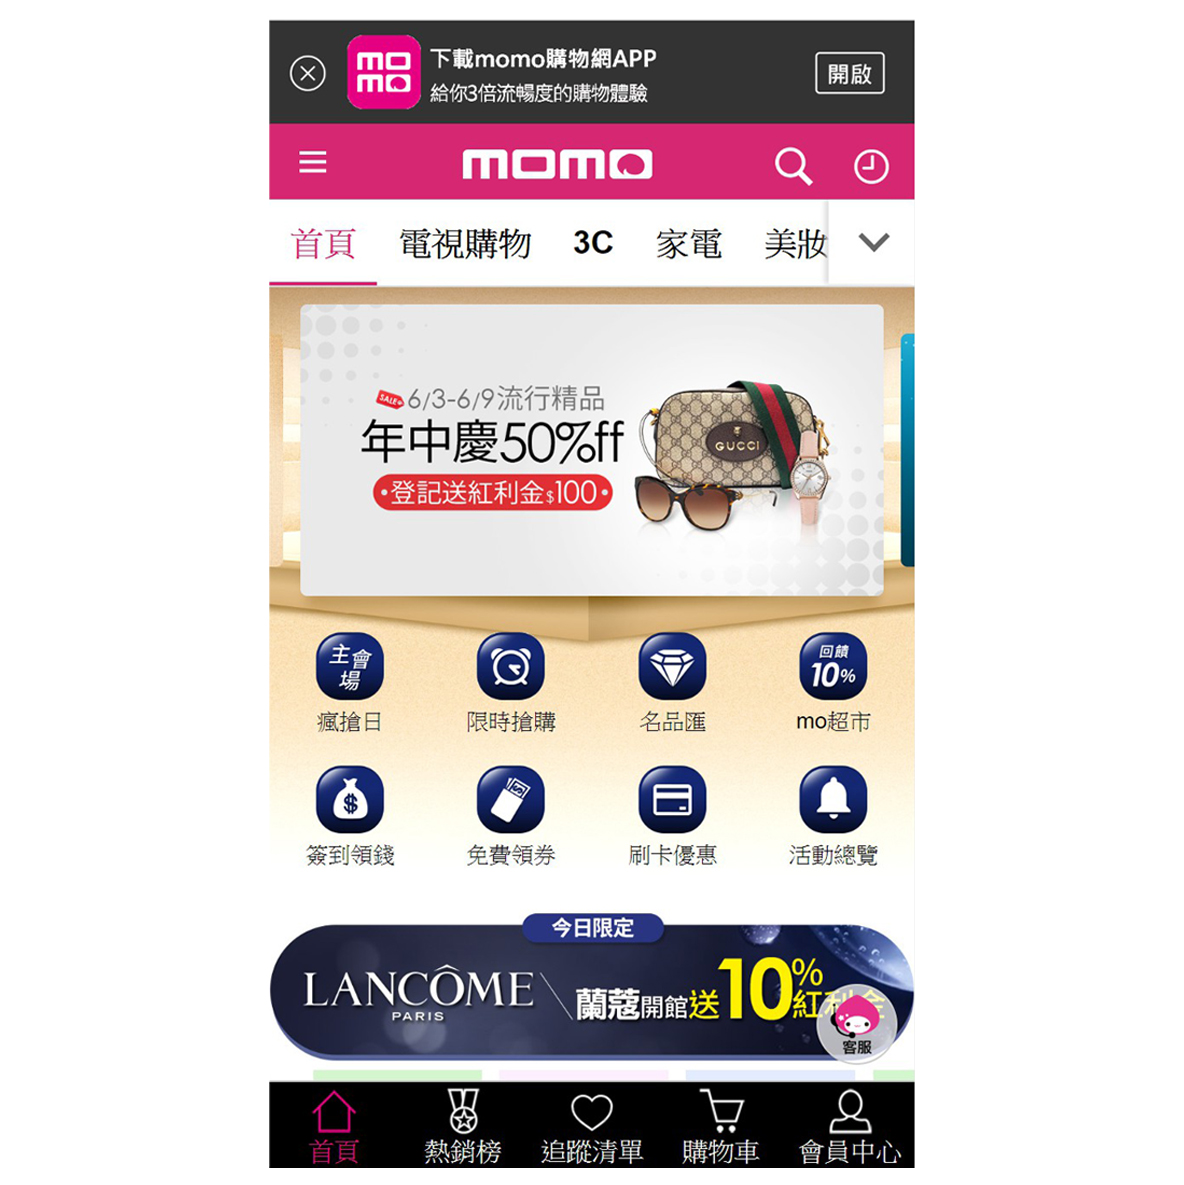 momo
下載momo購物網APP
給你3倍流暢度的購物體驗
開啟
momo
首頁 電視購物 3C 家電 美妝
SALE 6/3-6/9流行精品
年中慶50%ff
•登記送紅利金$100•
GUCCI
主會場
瘋搶日
限時搶購
名品匯
回饋
10%
mo超市
簽到領錢
免費領券
刷卡優惠
活動總覽
今日限定
LANCÔME
PARIS
蘭蔻開館送10%紅利金
客服
首頁 熱銷榜 追蹤清單 購物車 會員中心